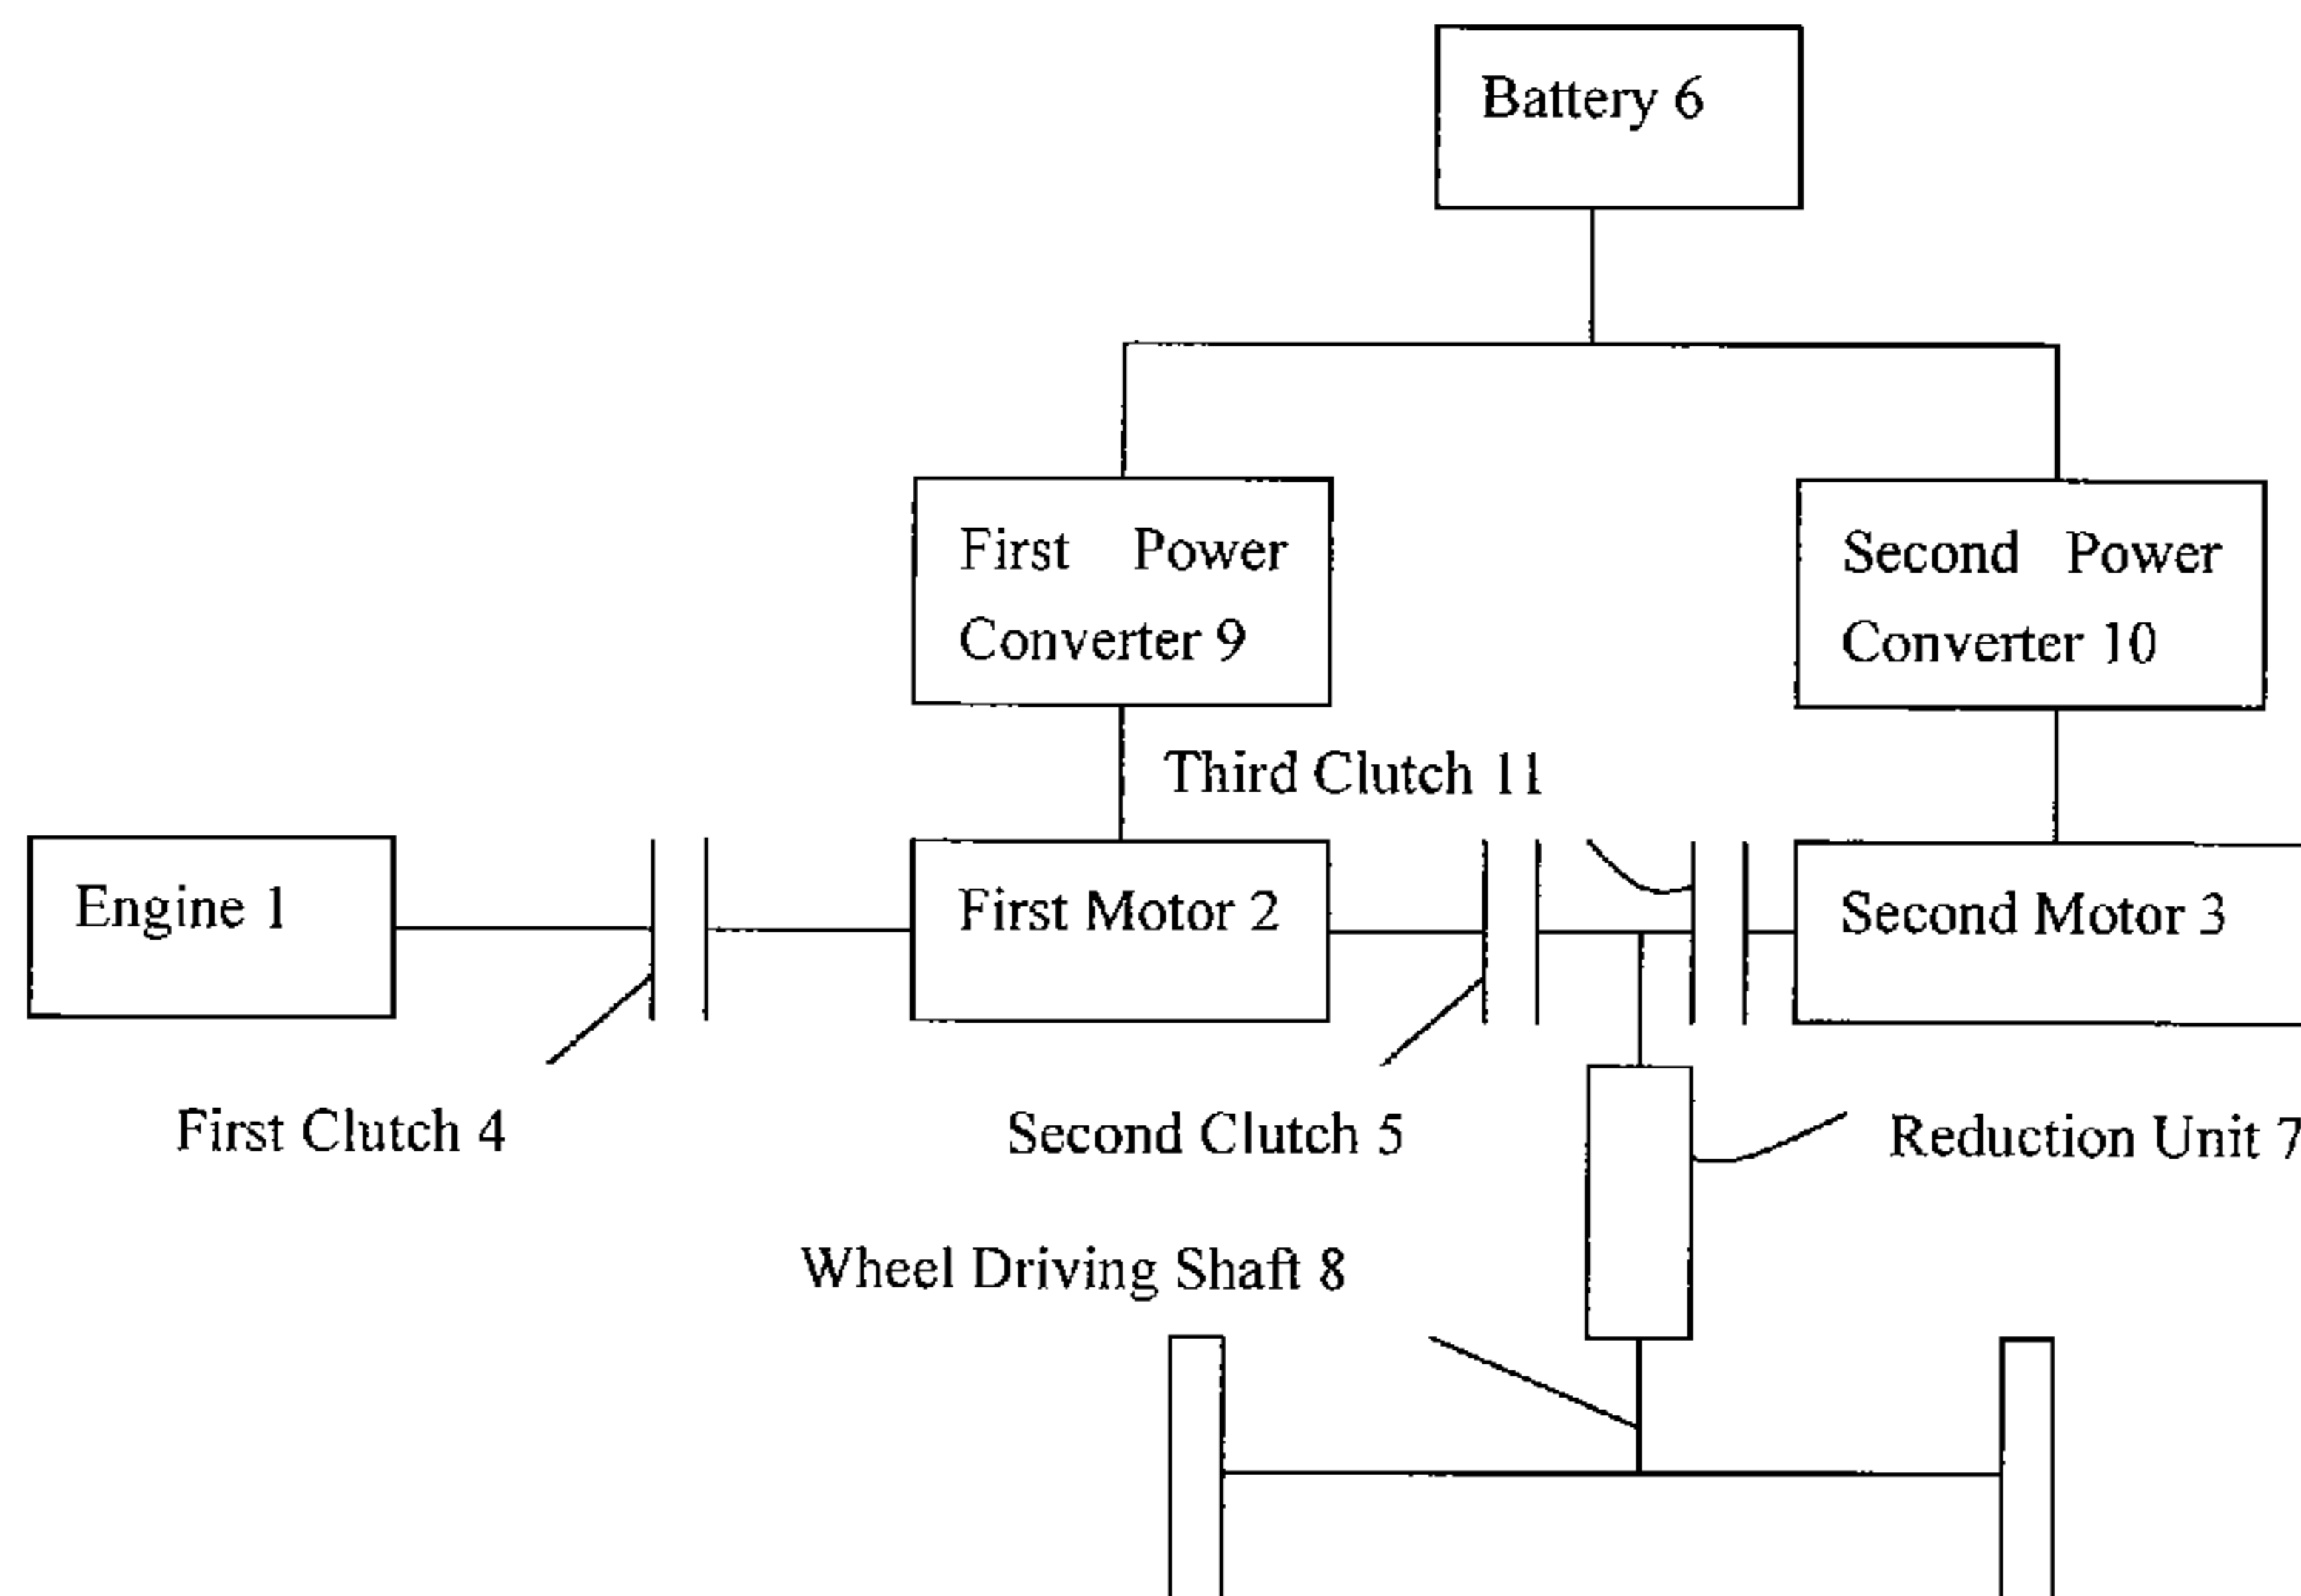 Battery 6
First Power
Converter 9
Second Power
Converter 10
Third Clutch 11
Engine 1
First Motor 2
Second Motor 3
First Clutch 4
Second Clutch 5
Reduction Unit 7
Wheel Driving Shaft 8